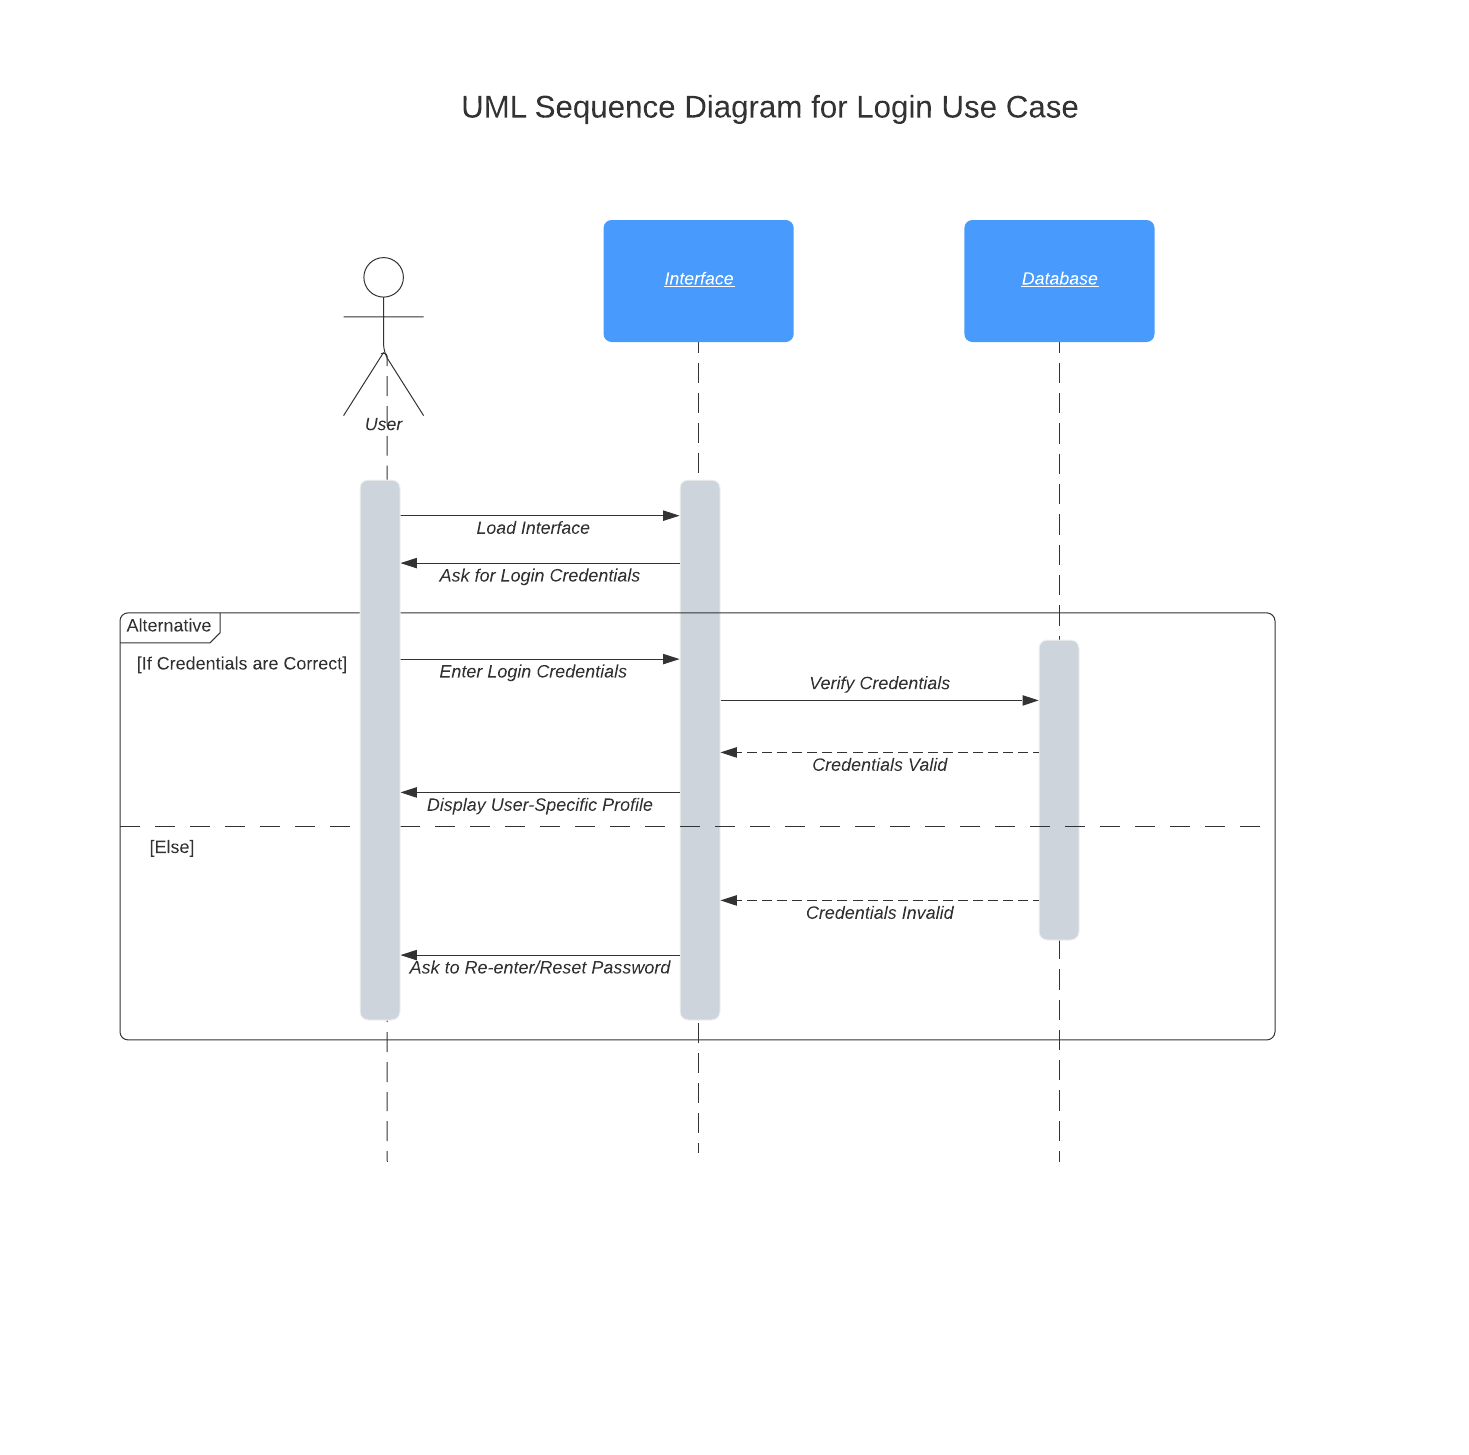 UML Sequence Diagram for Login Use Case
Interface
Database
User
Load Interface
Ask for Login Credentials
Alternative
[If Credentials are Correct]
Enter Login Credentials
Verify Credentials
Credentials Valid
Display User-Specific Profile
[Else]
Credentials Invalid
Ask to Re-enter/Reset Password